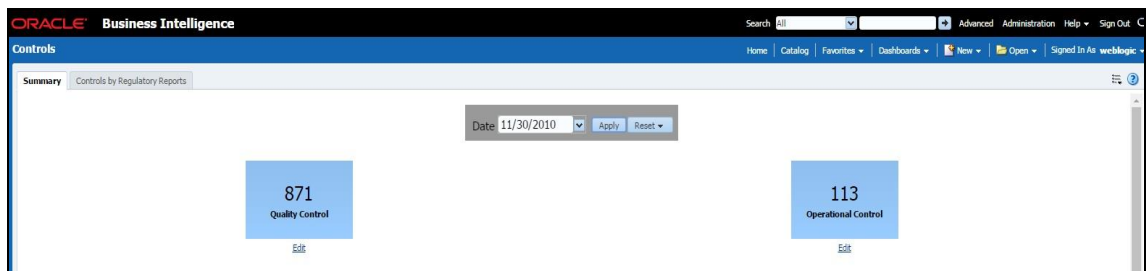 ORACLE Business Intelligence Search All Advanced Administration Help Sign Out
Controls Home Catalog Favorites Dashboards New Open Signed In As weblogic
Summary Controls by Regulatory Reports
Date 11/30/2010 Apply Reset
871 113
Quality Control Operational Control
Edit Edit